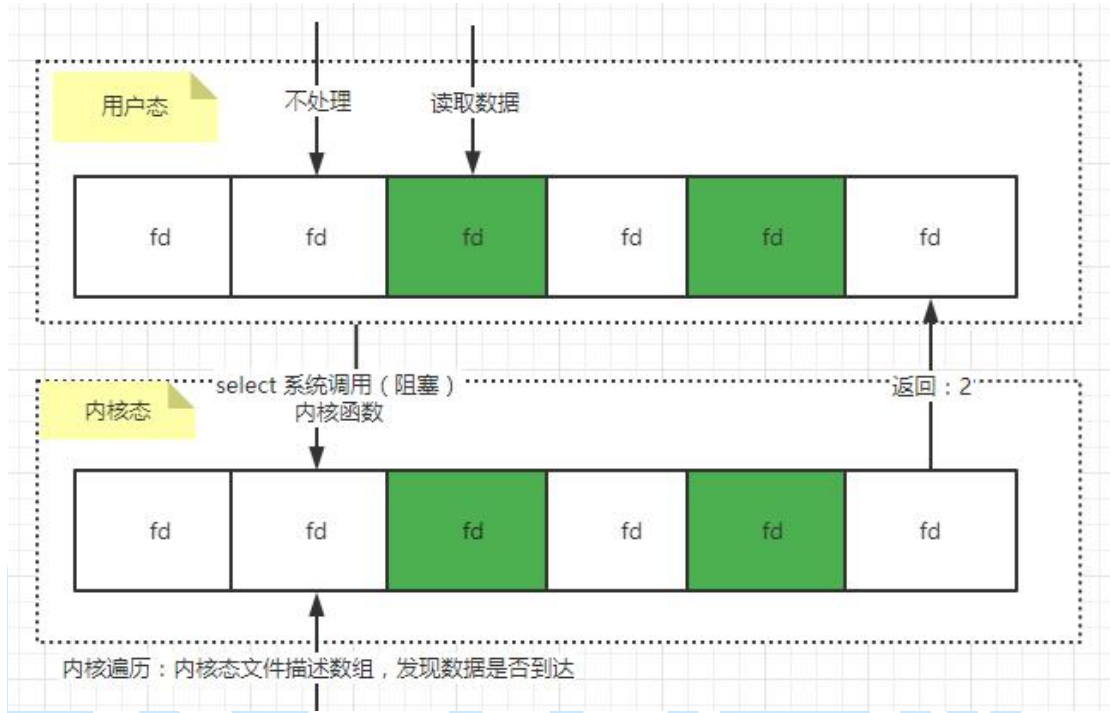 用户态
不处理
读取数据
fd
fd
fd
fd
fd
fd
select 系统调用（阻塞）
内核函数
返回：2
内核态
fd
fd
fd
fd
fd
fd
内核遍历：内核态文件描述数组，发现数据是否到达